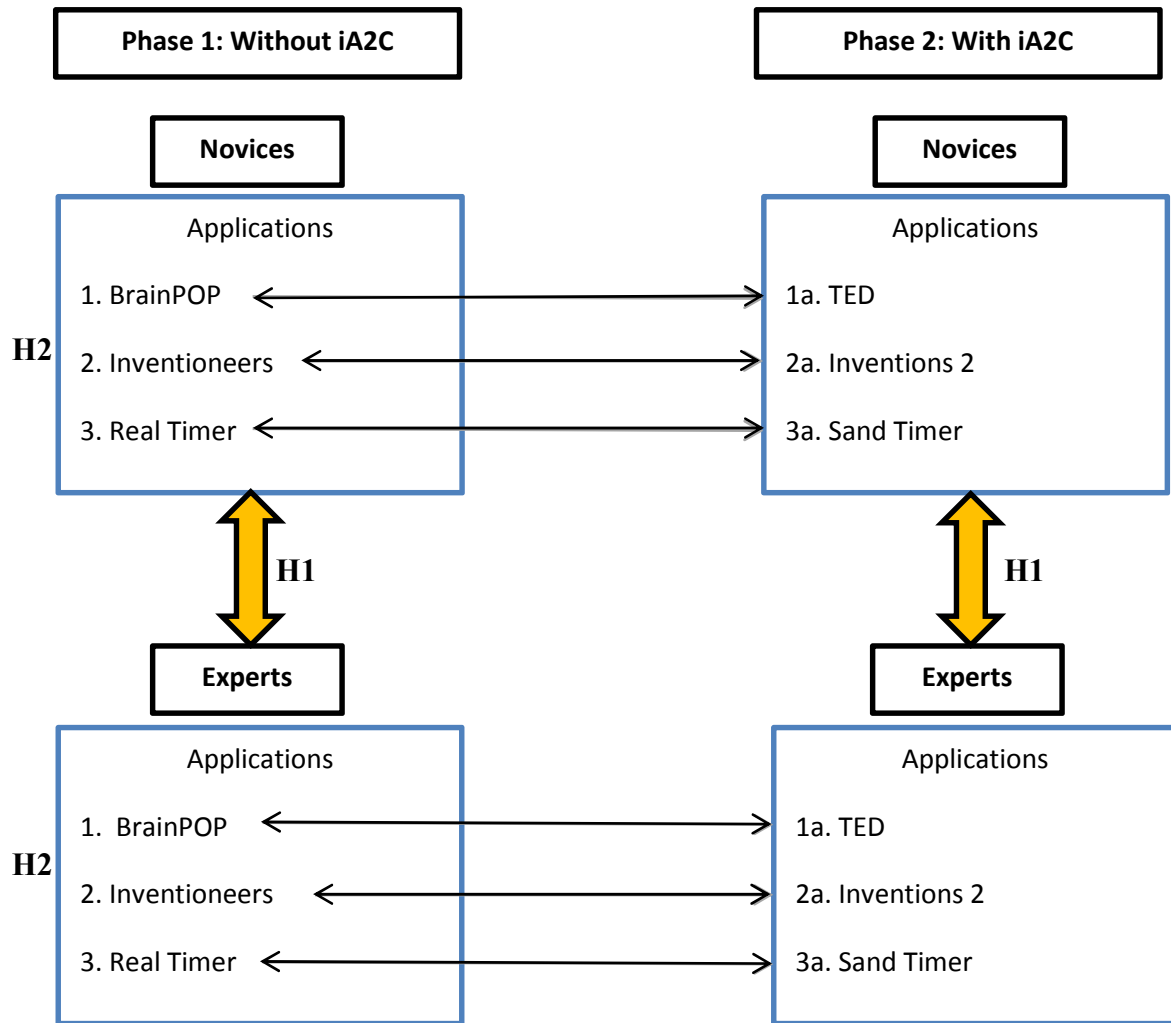 Phase 1: Without iA2C
Phase 2: With iA2C
Novices
Novices
Applications
Applications
1. BrainPOP
1a. TED
H2
2. Inventioneers
2a. Inventions 2
3. Real Timer
3a. Sand Timer
H1
H1
Experts
Experts
Applications
Applications
1. BrainPOP
1a. TED
H2
2. Inventioneers
2a. Inventions 2
3. Real Timer
3a. Sand Timer